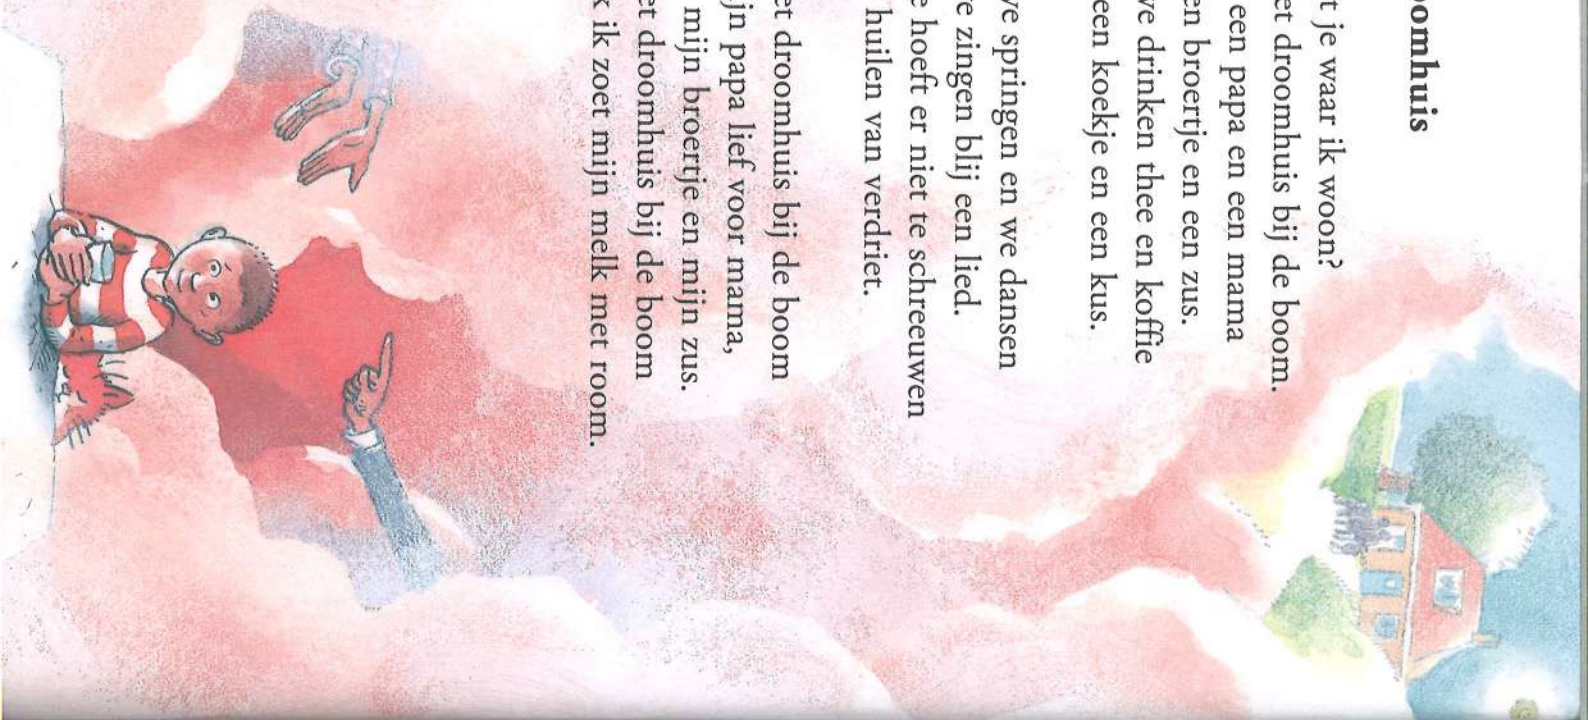 oomhuis
t je waar ik woon?
et droomhuis bij de boom.
een papa en een mama
en broertje en een zus.
we drinken thee en koffie
een koekje en een kus.
we springen en we dansen
e zingen blij een lied.
e hoeft er niet te schreeuwen
huilen van verdriet.
et droomhuis bij de boom
jn papa lief voor mama,
mijn broertje en mijn zus.
et droomhuis bij de boom
k ik zoet mijn melk met room.